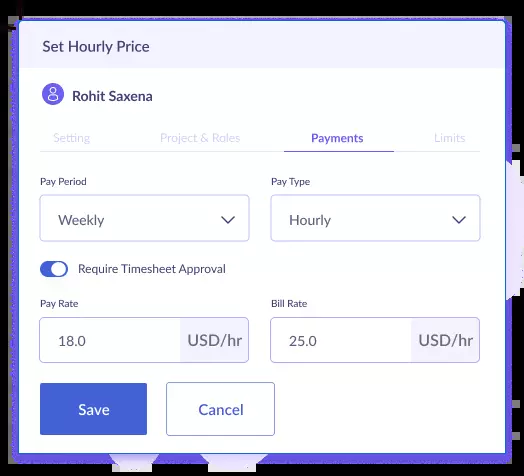 Set Hourly Price
Rohit Saxena
Setting Project & Roles Payments Limits
Pay Period Pay Type
Weekly Hourly
Require Timesheet Approval
Pay Rate Bill Rate
18.0 USD/hr 25.0 USD/hr
Save Cancel